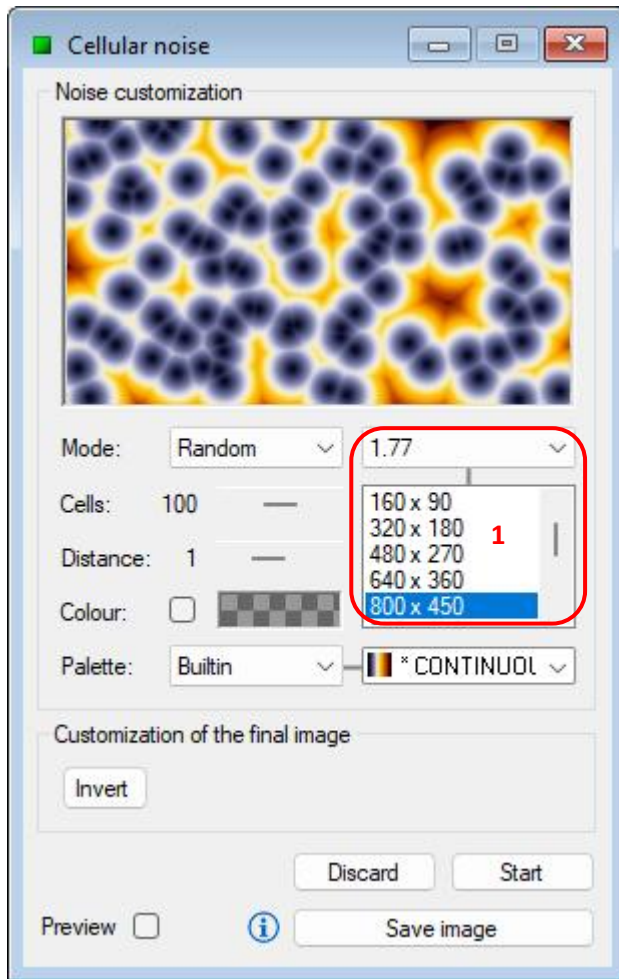 Cellular noise
Noise customization
Mode: Random 1.77
Cells: 100
160 x 90
320 x 180
480 x 270
640 x 360
800 x 450
1
Distance: 1
Colour:
Palette: Builtin * CONTINUOU
Customization of the final image
Invert
Discard Start
Preview Save image